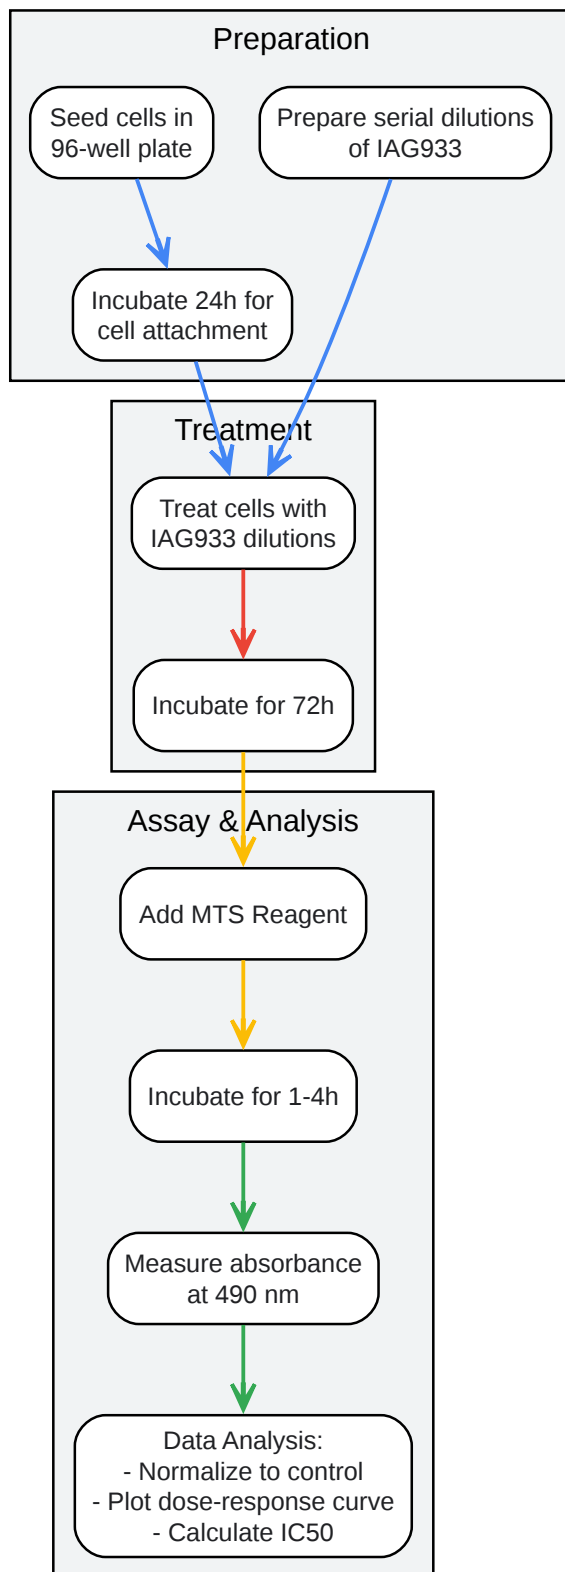 Preparation
Seed cells in
96-well plate
Prepare serial dilutions
of IAG933
Incubate 24h for
cell attachment
Treatment
Treat cells with
IAG933 dilutions
Incubate for 72h
Assay & Analysis
Add MTS Reagent
Incubate for 1-4h
Measure absorbance
at 490 nm
Data Analysis:
- Normalize to control
- Plot dose-response curve
- Calculate IC50